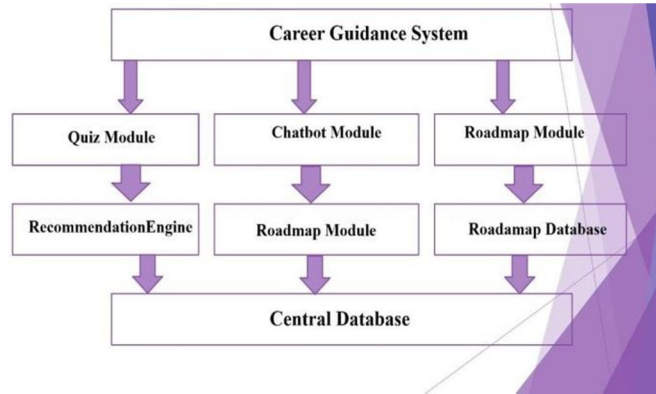 Career Guidance System
Quiz Module
Chatbot Module
Roadmap Module
RecommendationEngine
Roadmap Module
Roadamap Database
Central Database